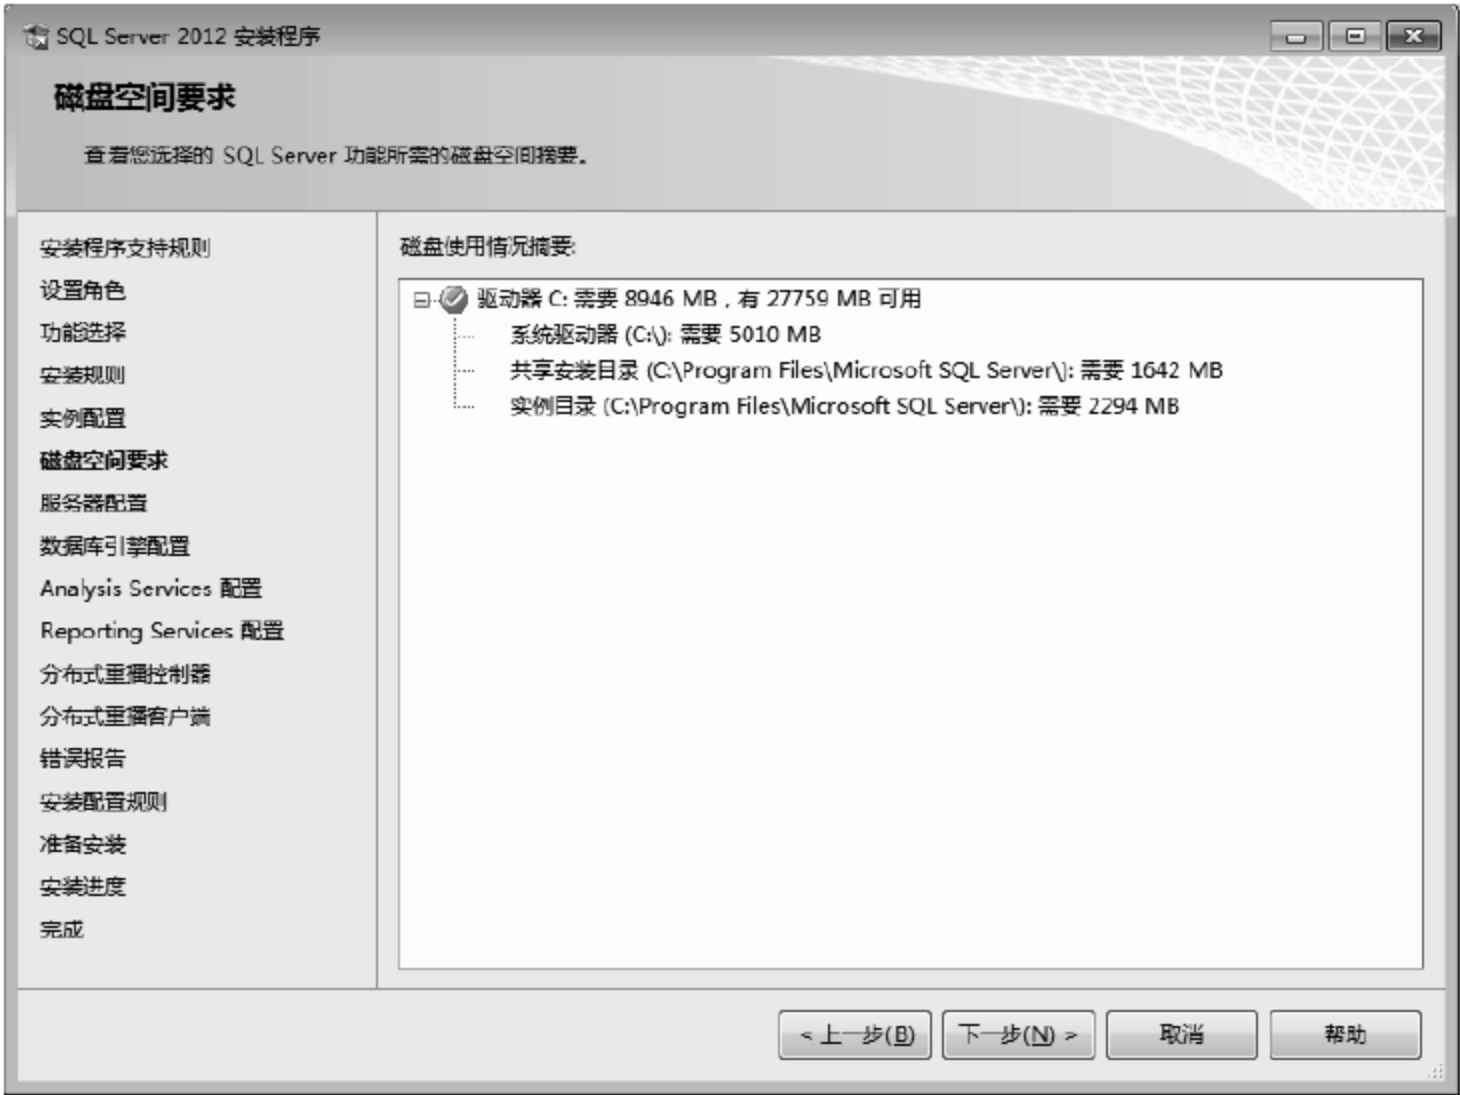 SQL Server 2012 安装程序
磁盘空间要求
查看您选择的 SQL Server 功能所需的磁盘空间摘要。
安装程序支持规则
设置角色
功能选择
安装规则
实例配置
磁盘空间要求
服务器配置
数据库引擎配置
Analysis Services 配置
Reporting Services 配置
分布式重播控制器
分布式重播客户端
错误报告
安装配置规则
准备安装
安装进度
完成
磁盘使用情况摘要:
驱动器 C: 需要 8946 MB，有 27759 MB 可用
系统驱动器 (C:\): 需要 5010 MB
共享安装目录 (C:\Program Files\Microsoft SQL Server\): 需要 1642 MB
实例目录 (C:\Program Files\Microsoft SQL Server\): 需要 2294 MB
< 上一步(B)
下一步(N) >
取消
帮助